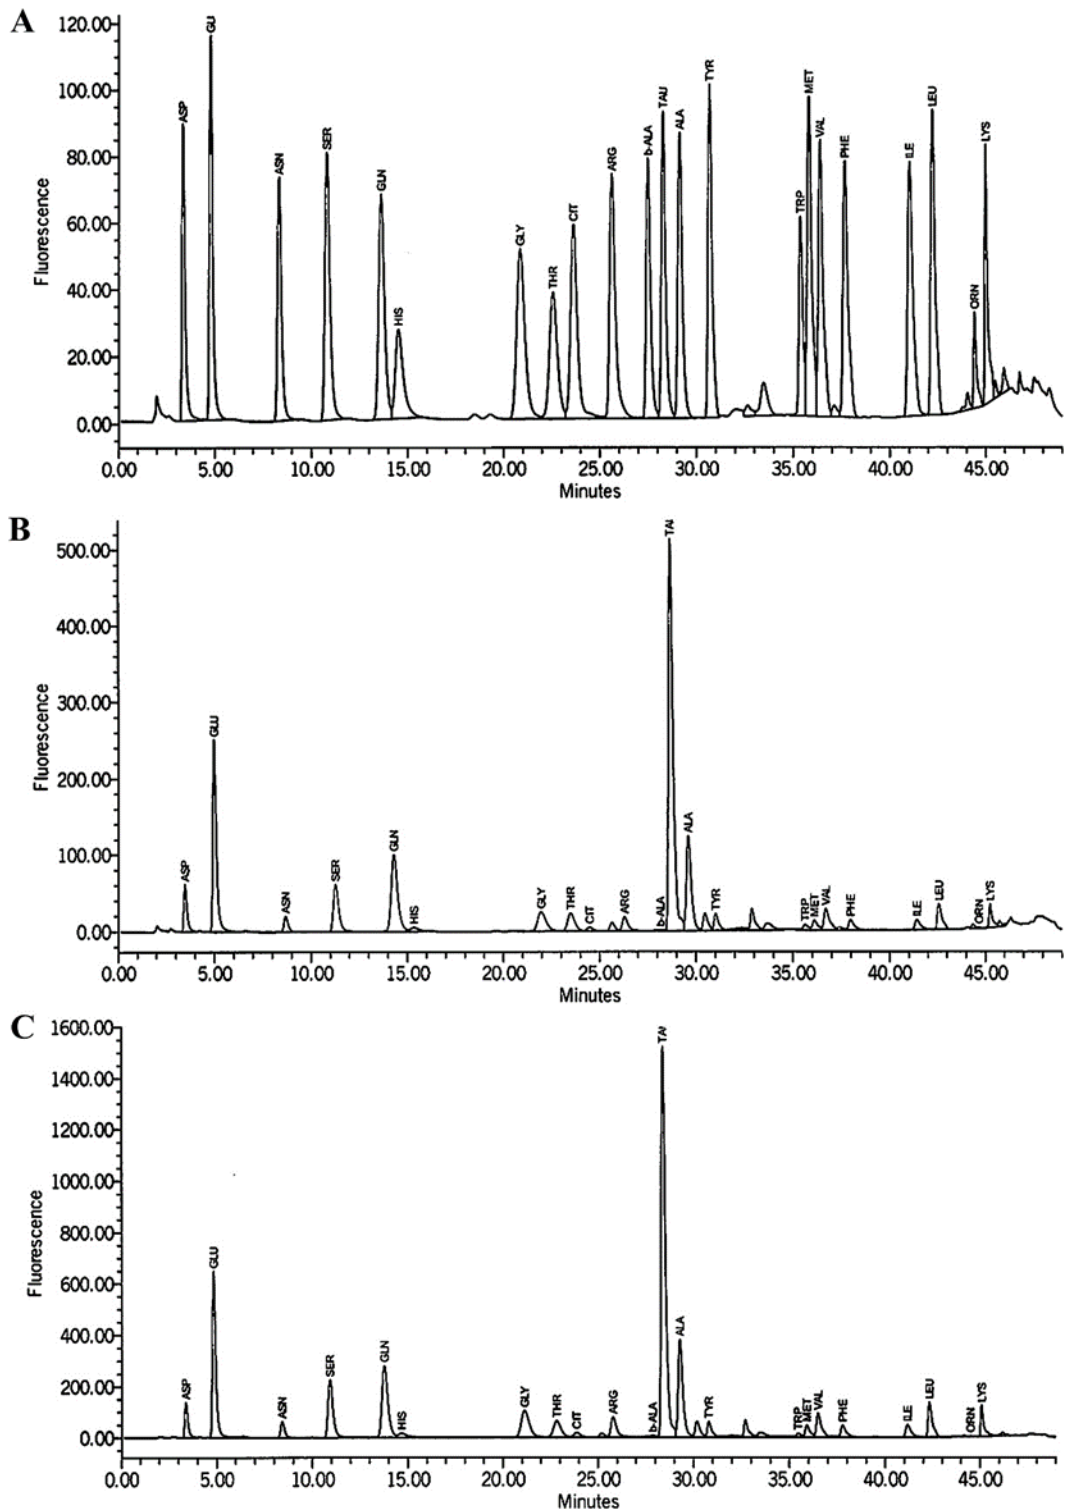 A
120.00
100.00
80.00
60.00
40.00
20.00
0.00
Fluorescence
ASP
GU
ASN
SER
GLN
HIS
GLY
THR
CIT
ARG
b-ALA
TAU
ALA
TYR
TRP
MET
VAL
PHE
ILE
LEU
ORN
LYS
0.00 5.00 10.00 15.00 20.00 25.00 30.00 35.00 40.00 45.00
Minutes
B
500.00
400.00
300.00
200.00
100.00
0.00
Fluorescence
ASP
GLU
ASN
SER
GLN
HIS
GLY
THR
CIT
ARG
b-ALA
TAI
ALA
TYR
TRP
MET
VAL
PHE
ILE
LEU
ORN
LYS
0.00 5.00 10.00 15.00 20.00 25.00 30.00 35.00 40.00 45.00
Minutes
C
1600.00
1400.00
1200.00
1000.00
800.00
600.00
400.00
200.00
0.00
Fluorescence
ASP
GLU
ASN
SER
GLN
HIS
GLY
THR
CIT
ARG
b-ALA
TAI
ALA
TYR
TRP
MET
VAL
PHE
ILE
LEU
ORN
LYS
0.00 5.00 10.00 15.00 20.00 25.00 30.00 35.00 40.00 45.00
Minutes